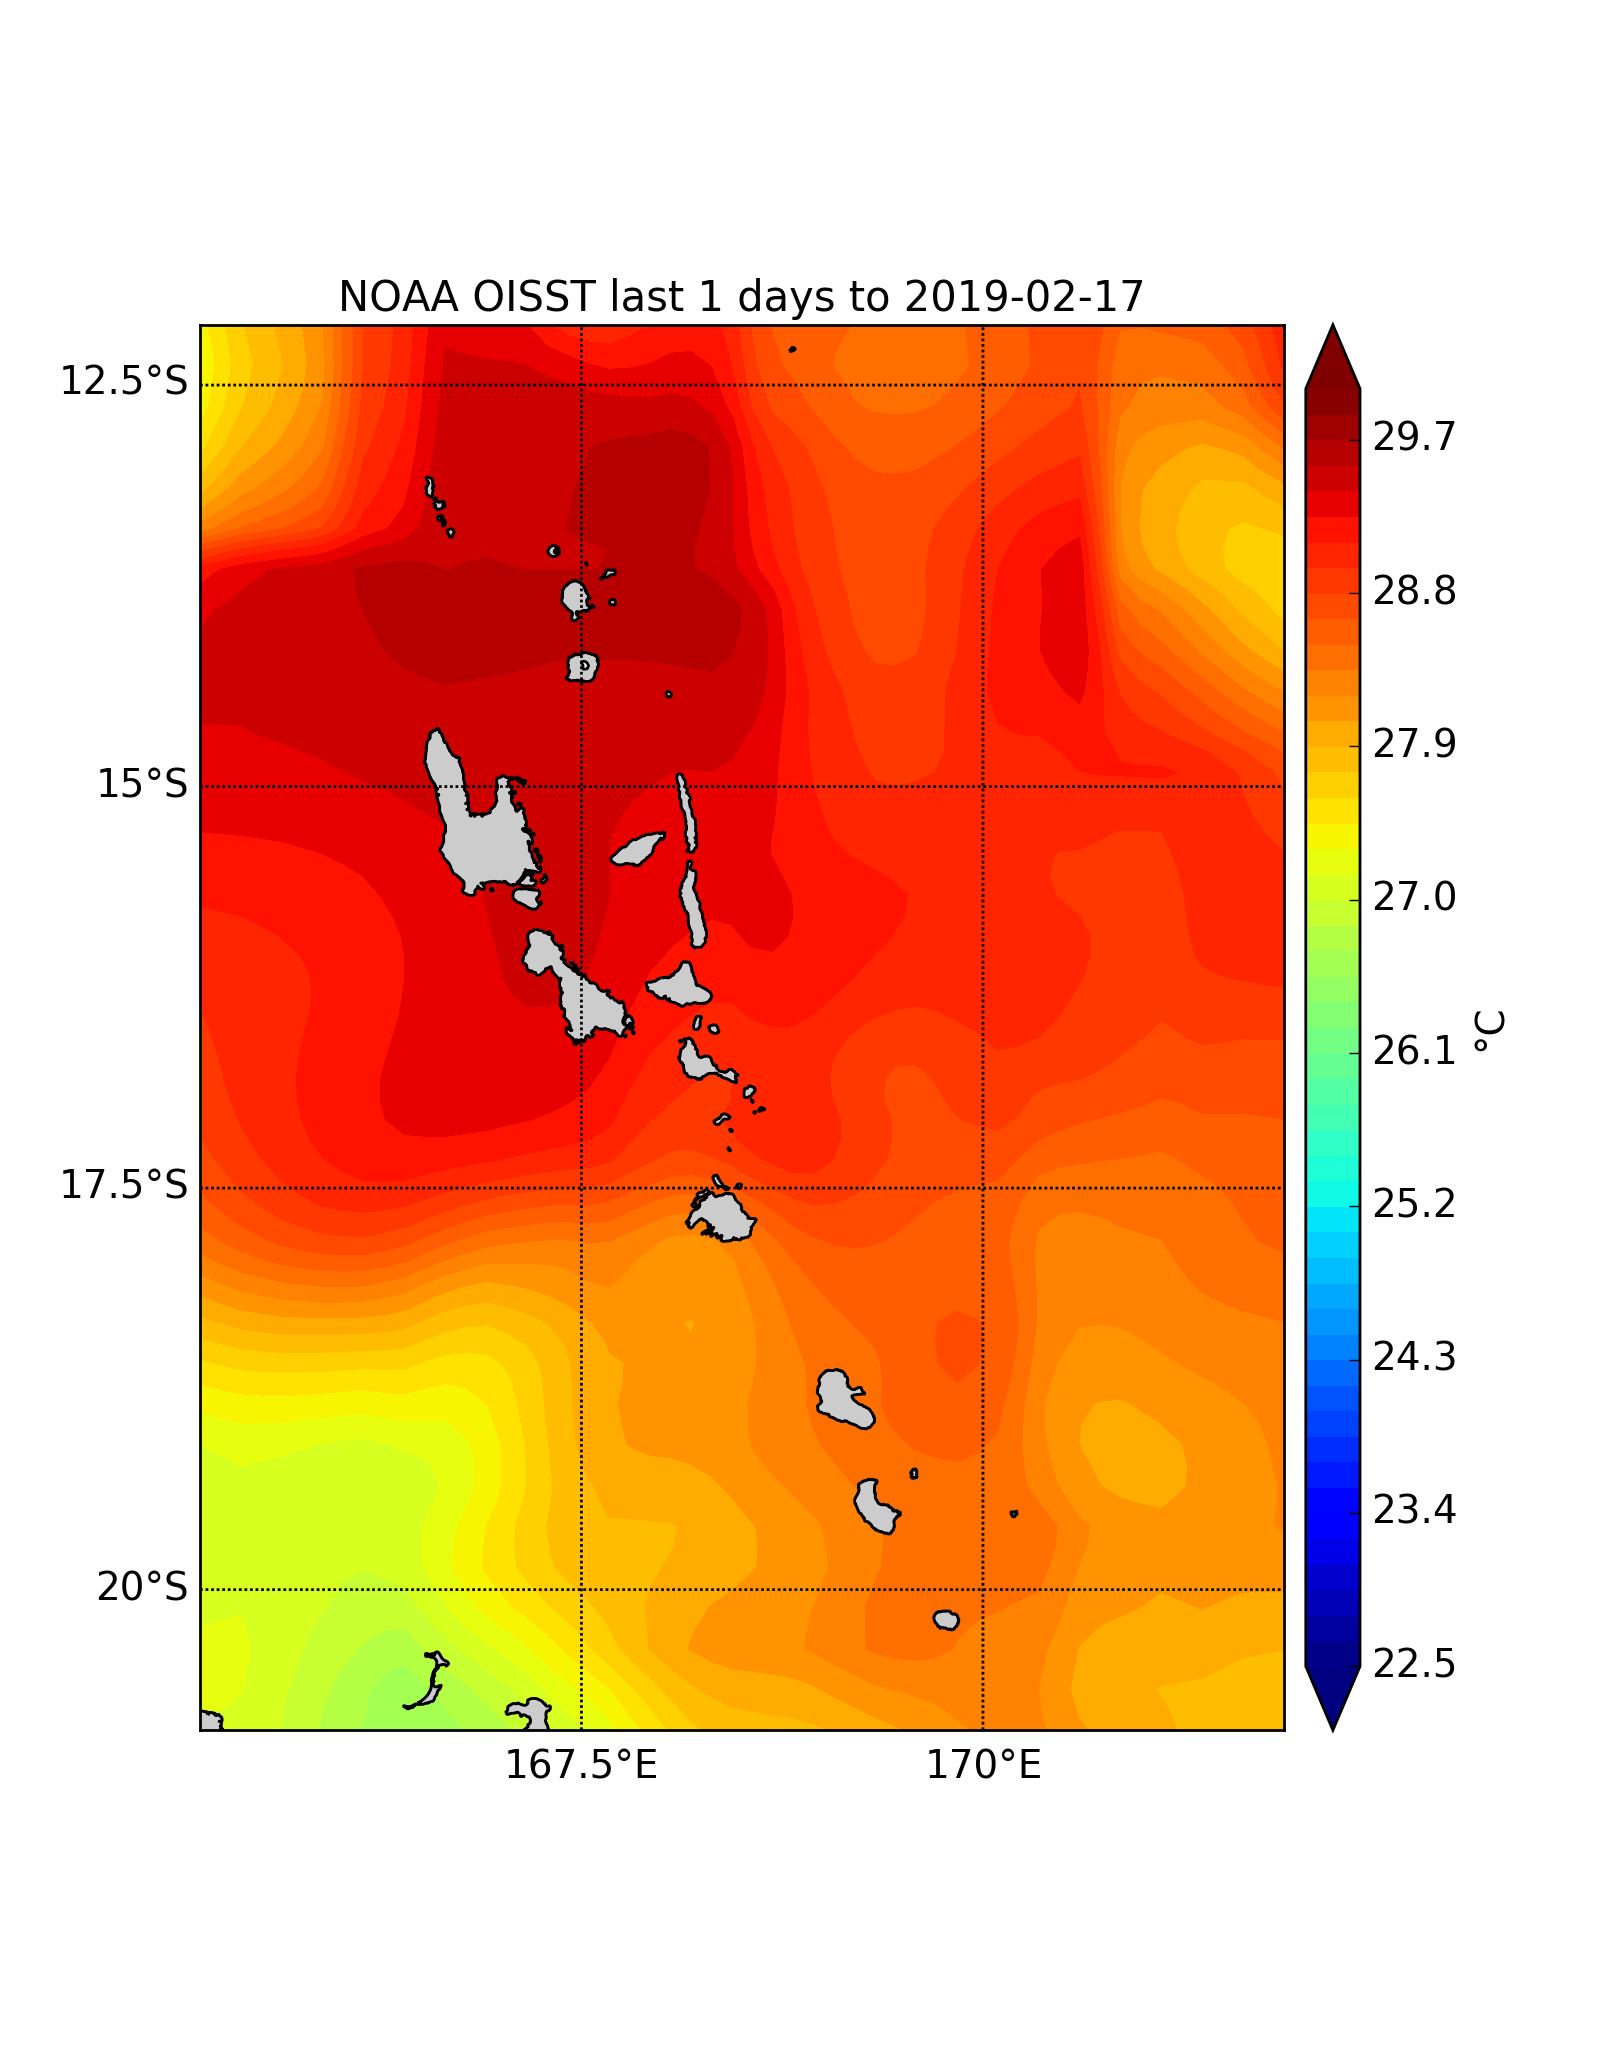 NOAA OISST last 1 days to 2019-02-17
12.5°S
15°S
17.5°S
20°S
167.5°E
170°E
29.7
28.8
27.9
27.0
26.1
25.2
24.3
23.4
22.5
°C